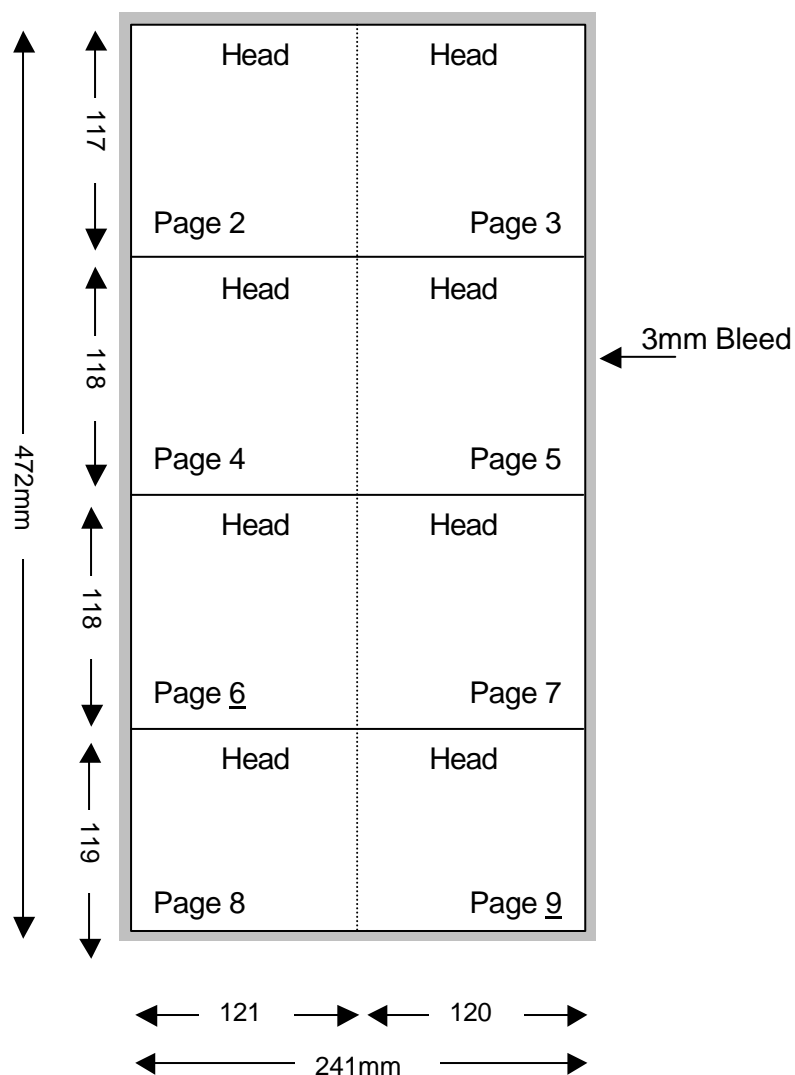 Head Head
117
Page 2 Page 3
Head Head
3mm Bleed
118
Page 4 Page 5
472mm
Head Head
118
Page 6 Page 7
Head Head
119
Page 8 Page 9
121 120
241mm